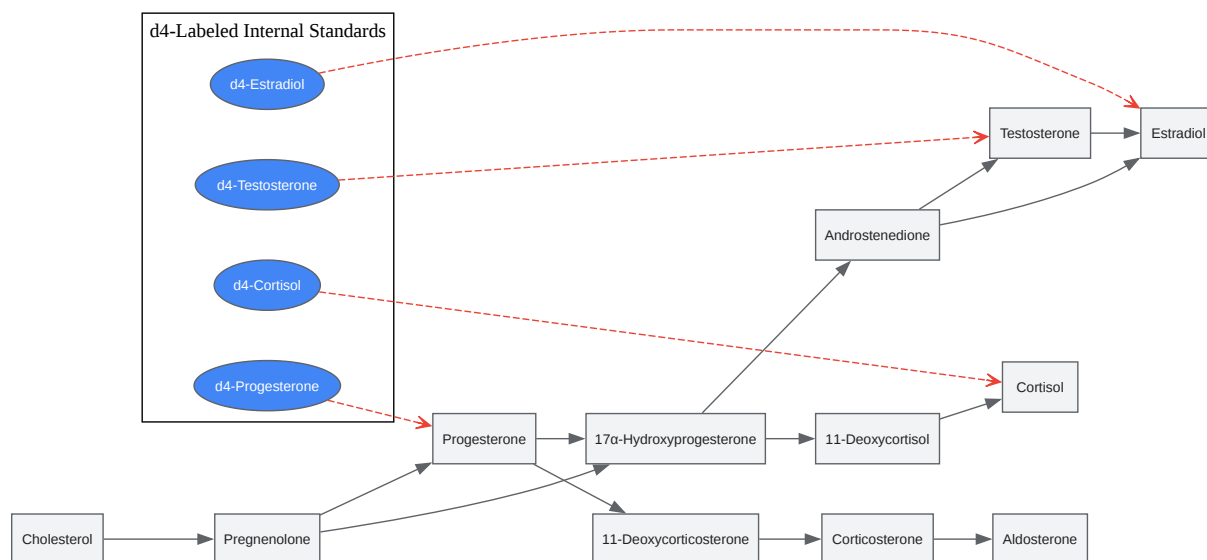 d4-Labeled Internal Standards
d4-Estradiol
d4-Testosterone
d4-Cortisol
d4-Progesterone
Testosterone
Estradiol
Androstenedione
Cortisol
Progesterone
17α-Hydroxyprogesterone
11-Deoxycortisol
Cholesterol
Pregnenolone
11-Deoxycorticosterone
Corticosterone
Aldosterone